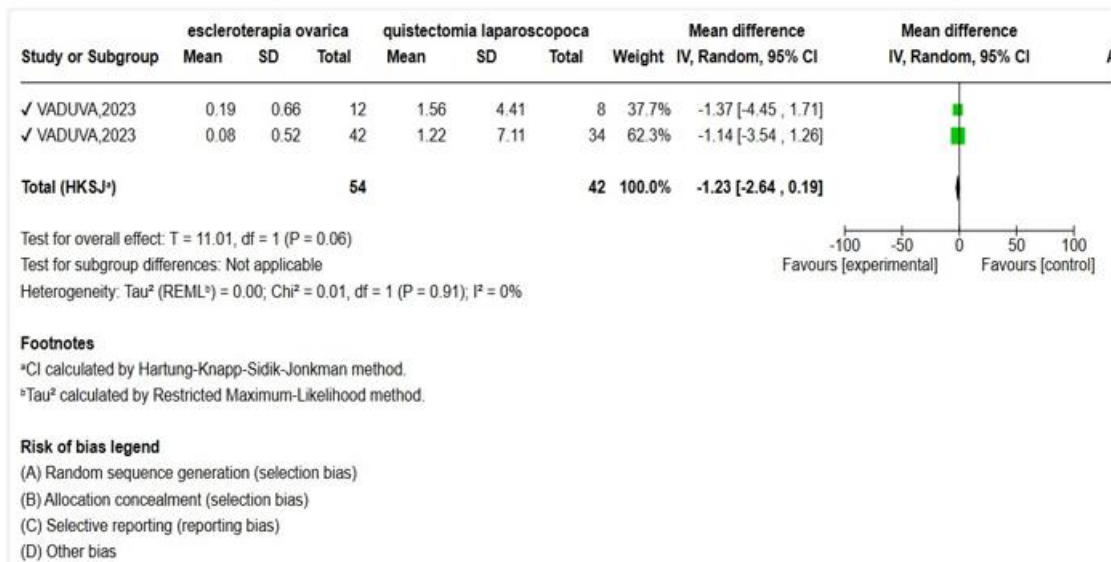 escleroterapia ovarica quistectomia laparoscopoca Mean difference Mean difference
Study or Subgroup Mean SD Total Mean SD Total Weight IV, Random, 95% CI IV, Random, 95% CI A
✓ VADUVA,2023 0.19 0.66 12 1.56 4.41 8 37.7% -1.37 [-4.45 , 1.71]
✓ VADUVA,2023 0.08 0.52 42 1.22 7.11 34 62.3% -1.14 [-3.54 , 1.26]
Total (HKSJᵃ) 54 42 100.0% -1.23 [-2.64 , 0.19]
Test for overall effect: T = 11.01, df = 1 (P = 0.06)
-100 -50 0 50 100
Test for subgroup differences: Not applicable
Favours [experimental] Favours [control]
Heterogeneity: Tau² (REMLᵇ) = 0.00; Chi² = 0.01, df = 1 (P = 0.91); I² = 0%
Footnotes
ᵃCI calculated by Hartung-Knapp-Sidik-Jonkman method.
ᵇTau² calculated by Restricted Maximum-Likelihood method.
Risk of bias legend
(A) Random sequence generation (selection bias)
(B) Allocation concealment (selection bias)
(C) Selective reporting (reporting bias)
(D) Other bias